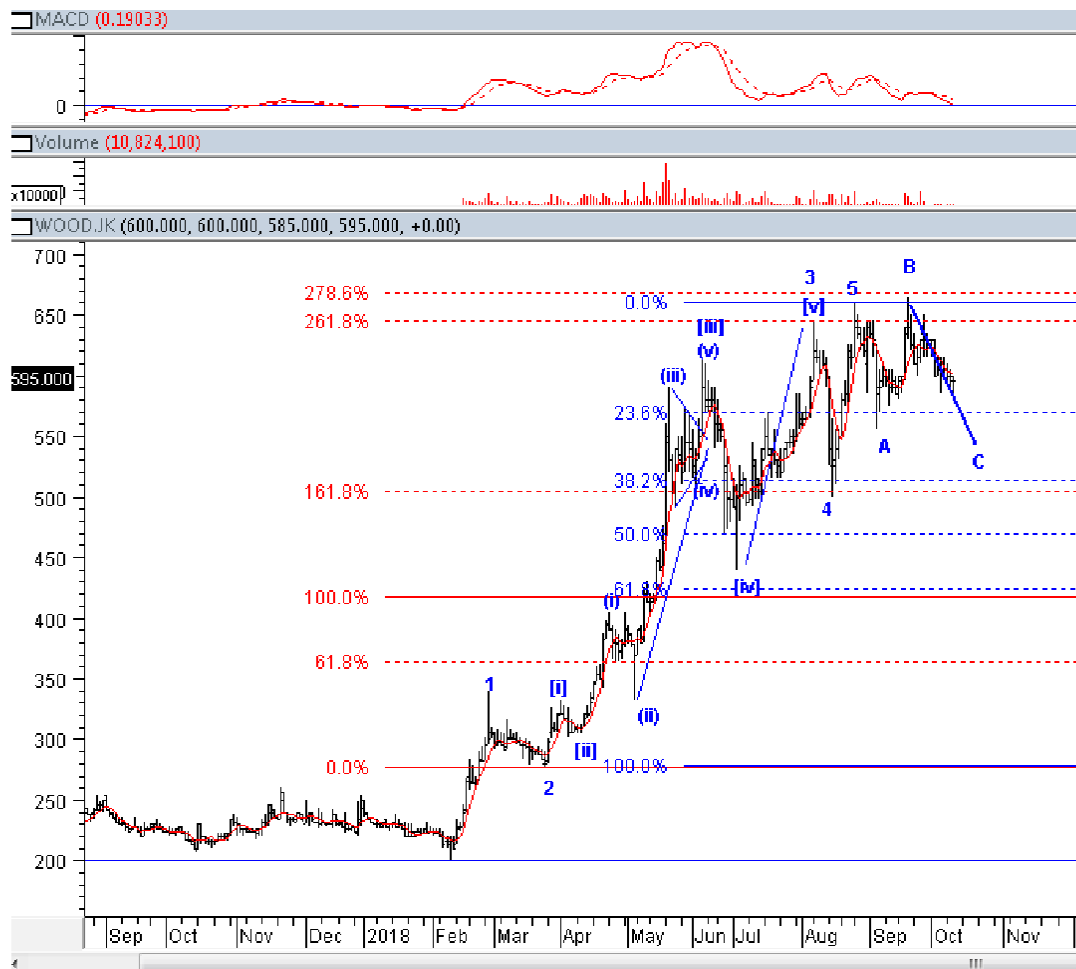 MACD (0.19033)
0
Volume (10,824,100)
x10000
WOOD.JK (600.000, 600.000, 585.000, 595.000, +0.00)
700
B
3
278.6%
0.0%
5
[v]
650
261.8%
[iii]
(v)
(iii)
595.000
23.6%
550
A
C
38.2%
500
161.8%
(iv)
4
50.0%
450
61.8%
[iv]
100.0%
(i)
400
61.8%
350
1
[i]
(ii)
300
[ii]
0.0%
100.0%
2
250
200
Sep Oct Nov Dec 2018 Feb Mar Apr May Jun Jul Aug Sep Oct Nov